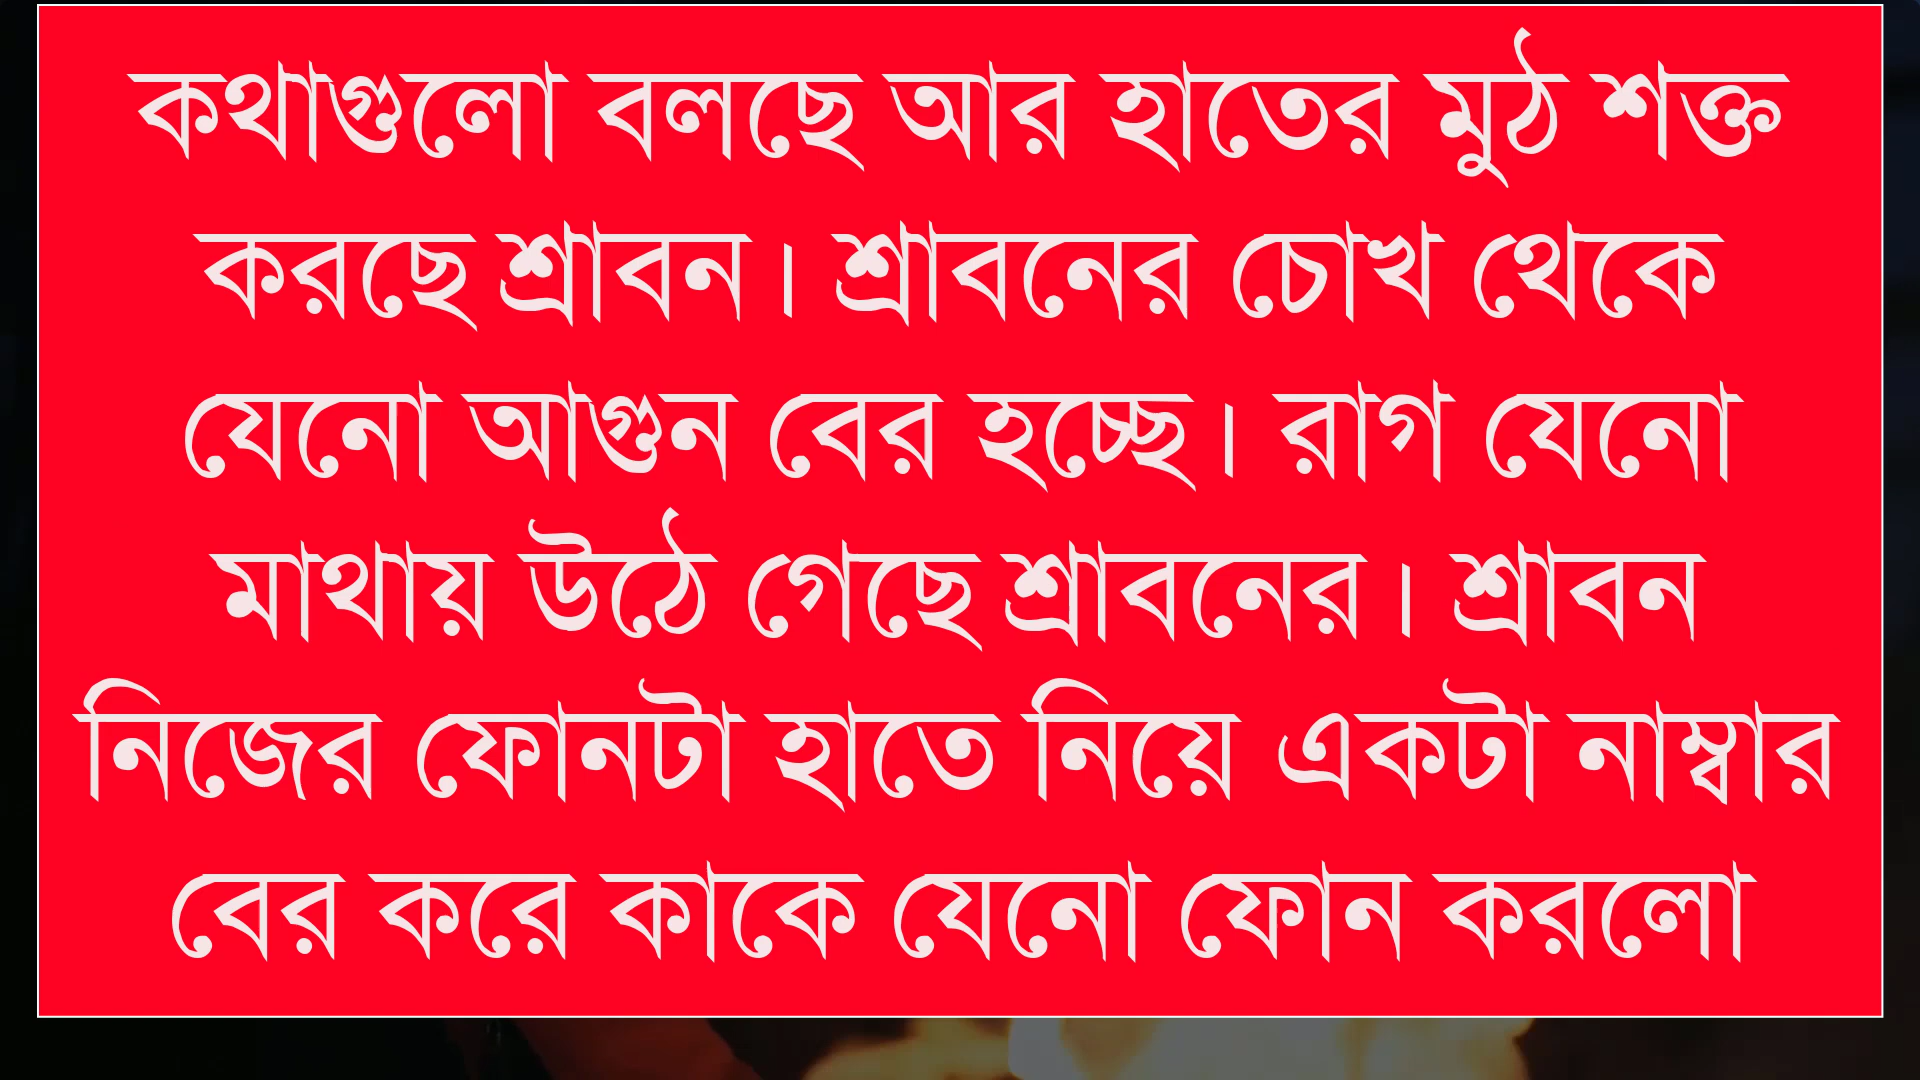 কথাগুলো বলছে আর হাতের মুঠ শক্ত
করছে শ্রাবন। শ্রাবনের চোখ থেকে
যেনো আগুন বের হচ্ছে। রাগ যেনো
মাথায় উঠে গেছে শ্রাবনের। শ্রাবন
নিজের ফোনটা হাতে নিয়ে একটা নাম্বার
বের করে কাকে যেনো ফোন করলো